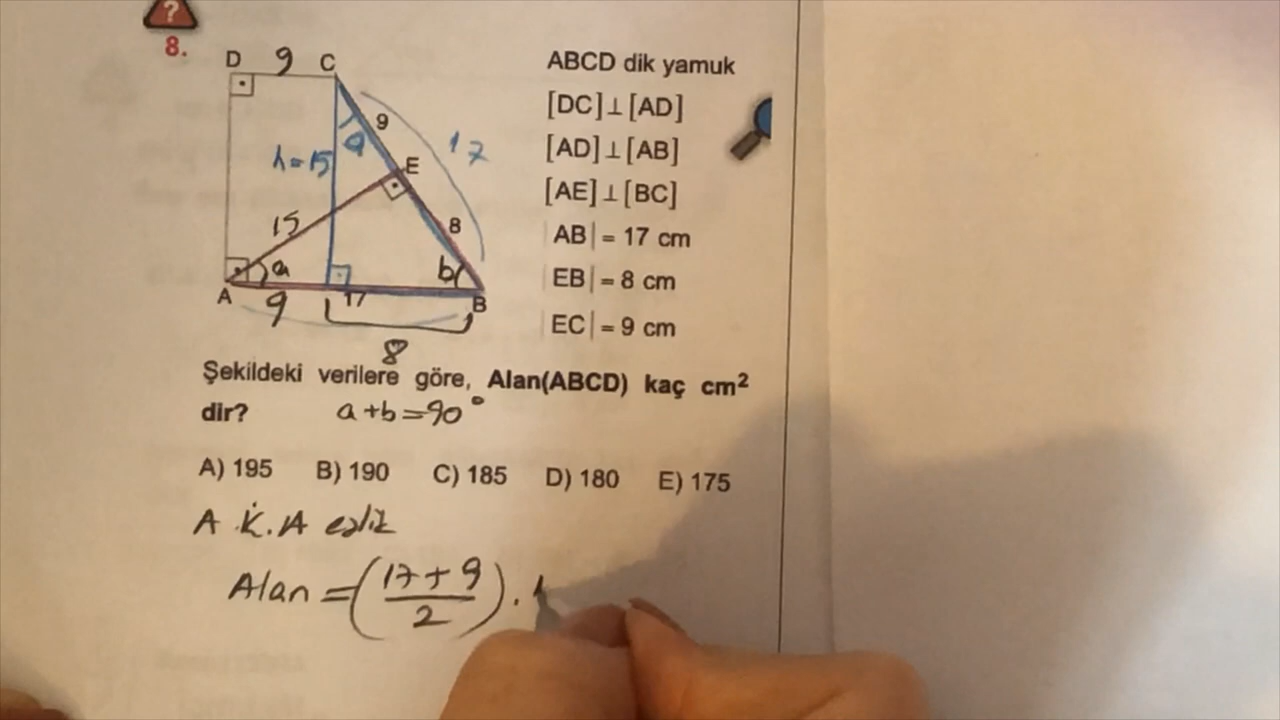 ?
8.
D 9 C
9
17
a
h=15
E
15
8
a
b
A 9 17 B
8
ABCD dik yamuk
[DC]⊥[AD]
[AD]⊥[AB]
[AE]⊥[BC]
|AB| = 17 cm
|EB| = 8 cm
|EC| = 9 cm
Şekildeki verilere göre, Alan(ABCD) kaç cm²
dir? a+b=90°
A) 195 B) 190 C) 185 D) 180 E) 175
A.K.A eşlik
Alan = (17+9/2).